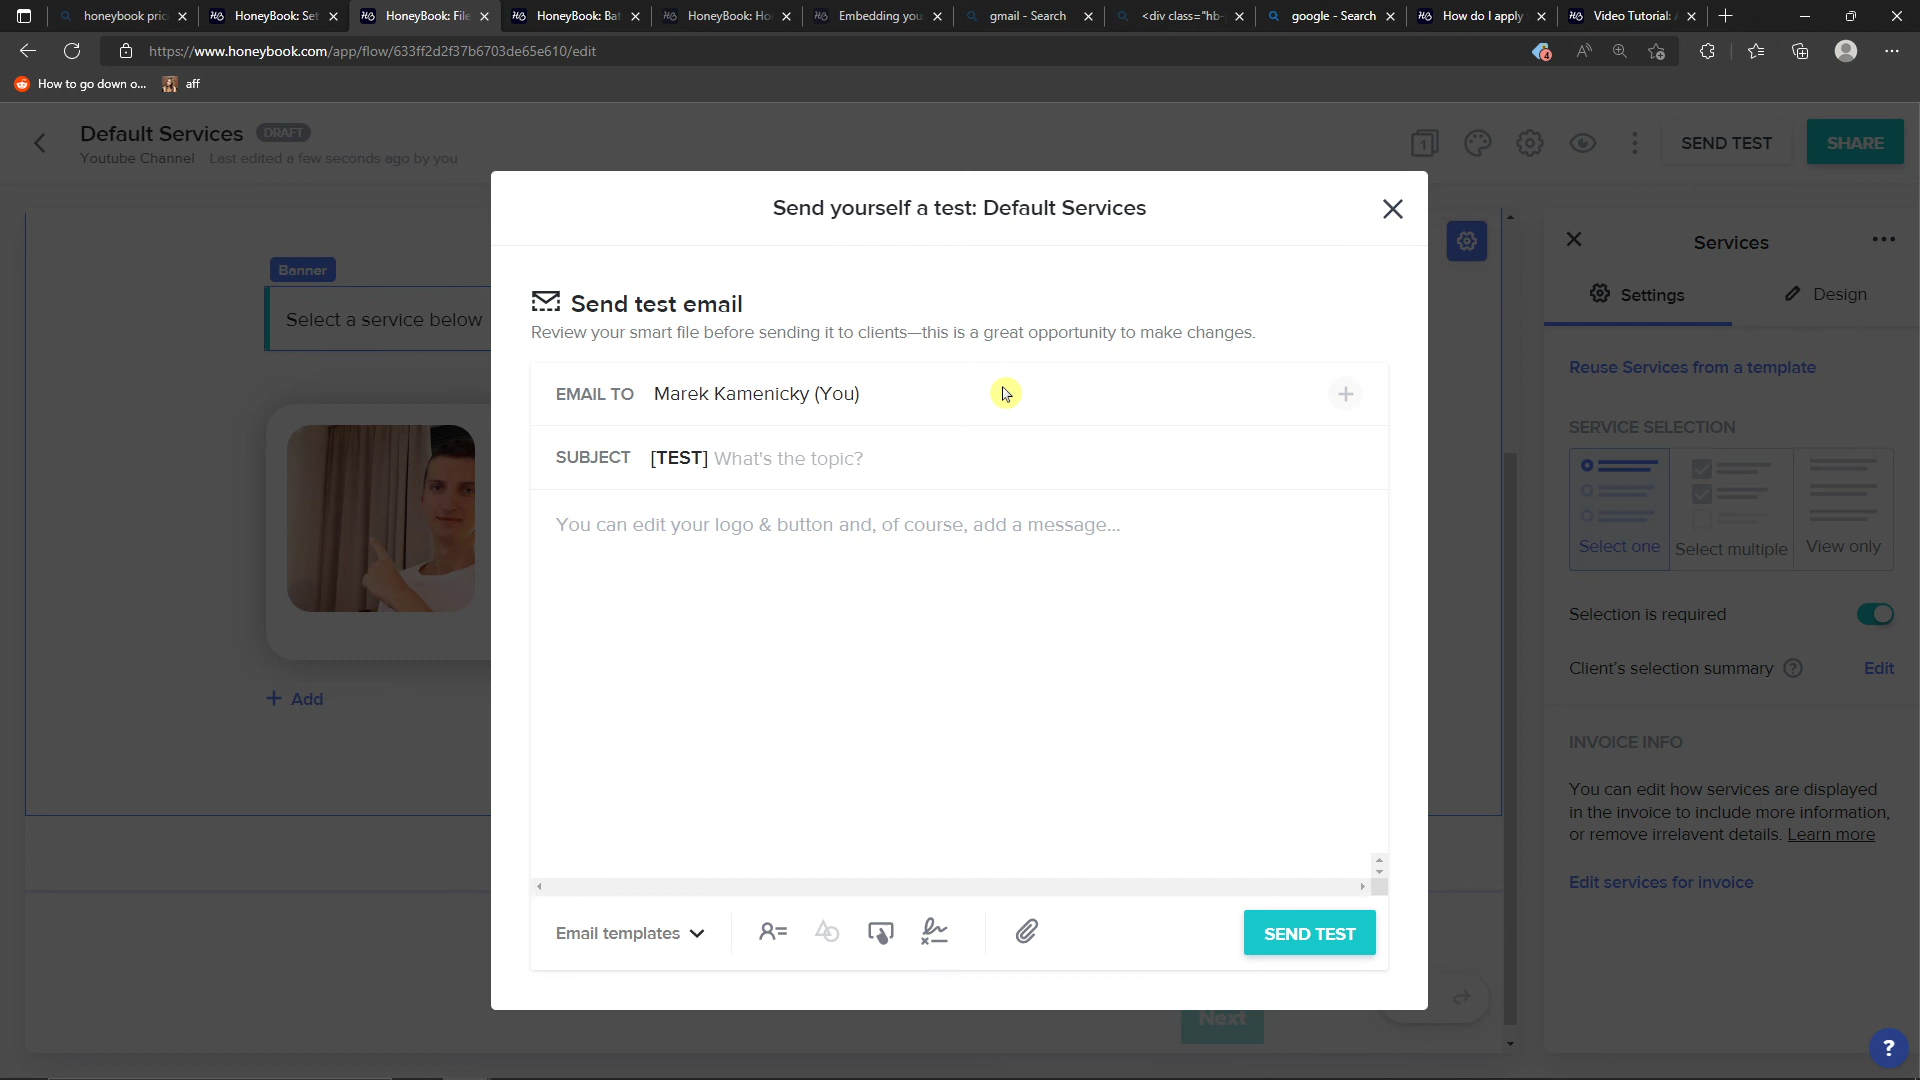 honeybook pric
HoneyBook: Set
HoneyBook: File
HoneyBook: Ba
HoneyBook: Ho
Embedding you
gmail - Search
<div class="hb-
google - Search
How do I apply
Video Tutorial:
https://www.honeybook.com/app/flow/633ff2d2f37b6703de65e610/edit
4
How to go down o...
aff
Default Services
DRAFT
Youtube Channel
Last edited a few seconds ago by you
1
SEND TEST
SHARE
Send yourself a test: Default Services
Banner
Select a service below
Send test email
Review your smart file before sending it to clients—this is a great opportunity to make changes.
EMAIL TO
Marek Kamenicky (You)
SUBJECT
[TEST]
What's the topic?
You can edit your logo & button and, of course, add a message...
+ Add
Email templates
SEND TEST
Next
Services
Settings
Design
Reuse Services from a template
SERVICE SELECTION
Select one
Select multiple
View only
Selection is required
Client's selection summary
?
Edit
INVOICE INFO
You can edit how services are displayed
in the invoice to include more information,
or remove irrelavent details. Learn more
Edit services for invoice
?